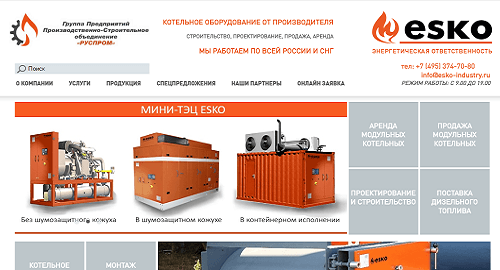 Группа Предприятий
Производственно-Строительное
объединение
«РУСПРОМ»
КОТЕЛЬНОЕ ОБОРУДОВАНИЕ ОТ ПРОИЗВОДИТЕЛЯ
СТРОИТЕЛЬСТВО, ПРОЕКТИРОВАНИЕ, ПРОДАЖА, АРЕНДА
МЫ РАБОТАЕМ ПО ВСЕЙ РОССИИ И СНГ
esko
ЭНЕРГЕТИЧЕСКАЯ ОТВЕТСТВЕННОСТЬ
тел: +7 (495) 374-70-80
info@esko-industry.ru
РЕЖИМ РАБОТЫ: С 9.00 ДО 19.00
Поиск
О КОМПАНИИ УСЛУГИ ПРОДУКЦИЯ СПЕЦПРЕДЛОЖЕНИЯ НАШИ ПАРТНЕРЫ ОНЛАЙН ЗАЯВКА
МИНИ-ТЭЦ ESKO
Без шумозащитного кожуха В шумозащитном кожухе В контейнерном исполнении
АРЕНДА
МОДУЛЬНЫХ
КОТЕЛЬНЫХ
ПРОДАЖА
МОДУЛЬНЫХ
КОТЕЛЬНЫХ
ПРОЕКТИРОВАНИЕ
И СТРОИТЕЛЬСТВО
ПОСТАВКА
ДИЗЕЛЬНОГО
ТОПЛИВА
КОТЕЛЬНОЕ МОНТАЖ
esko